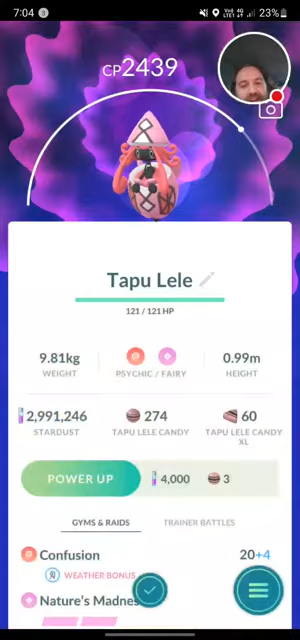 7:04
23%
CP2439
Tapu Lele
121 / 121 HP
9.81kg
PSYCHIC / FAIRY
0.99m
WEIGHT
HEIGHT
2,991,246
274
60
STARDUST
TAPU LELE CANDY
TAPU LELE CANDY XL
POWER UP
4,000
3
GYMS & RAIDS
TRAINER BATTLES
Confusion
20+4
WEATHER BONUS
Nature's Madnes